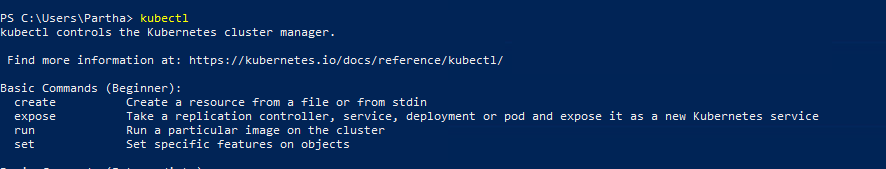 PS C:\Users\Partha> kubectl
kubectl controls the Kubernetes cluster manager.
Find more information at: https://kubernetes.io/docs/reference/kubectl/
Basic Commands (Beginner):
create          Create a resource from a file or from stdin
expose          Take a replication controller, service, deployment or pod and expose it as a new Kubernetes service
run             Run a particular image on the cluster
set             Set specific features on objects